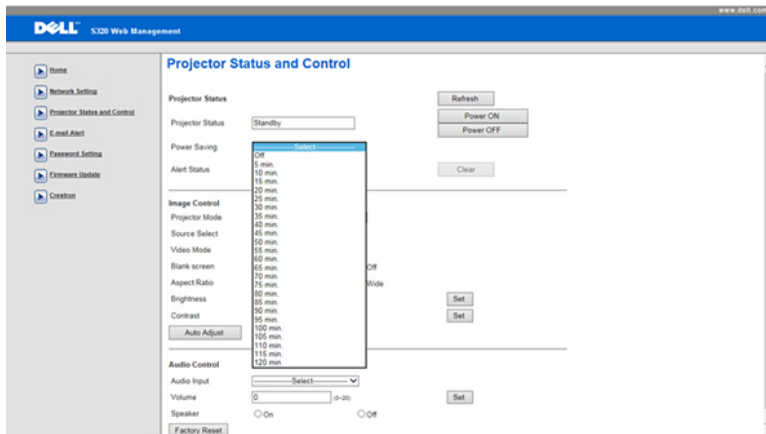 www.dell.com
DELL™ S320 Web Management
Home
Network Setting
Projector Status and Control
E-mail Alert
Password Setting
Firmware Update
Crestron
Projector Status and Control
Projector Status
Refresh
Projector Status
Standby
Power ON
Power OFF
Power Saving
Select
Off
5 min.
10 min.
15 min.
20 min.
25 min.
30 min.
35 min.
40 min.
45 min.
50 min.
55 min.
60 min.
65 min.
70 min.
75 min.
80 min.
85 min.
90 min.
95 min.
100 min.
105 min.
110 min.
115 min.
120 min.
Alert Status
Clear
Image Control
Projector Mode
Source Select
Video Mode
Blank screen
Off
Aspect Ratio
Wide
Brightness
Set
Contrast
Set
Auto Adjust
Audio Control
Audio Input
Select
Volume
0
(0~20)
Set
Speaker
On
Off
Factory Reset